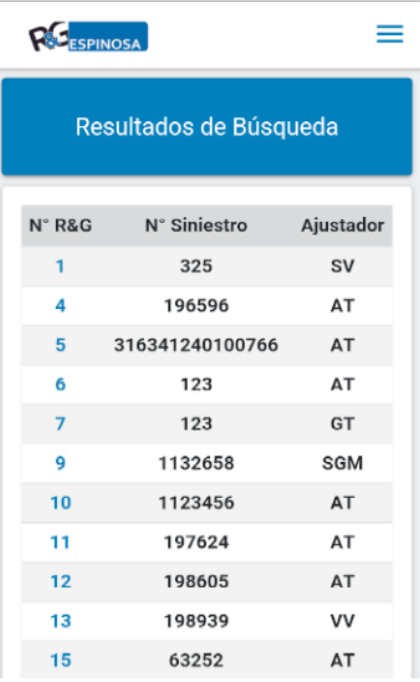 R&G ESPINOSA
Resultados de Búsqueda
N° R&G N° Siniestro Ajustador
1 325 SV
4 196596 AT
5 316341240100766 AT
6 123 AT
7 123 GT
9 1132658 SGM
10 1123456 AT
11 197624 AT
12 198605 AT
13 198939 VV
15 63252 AT